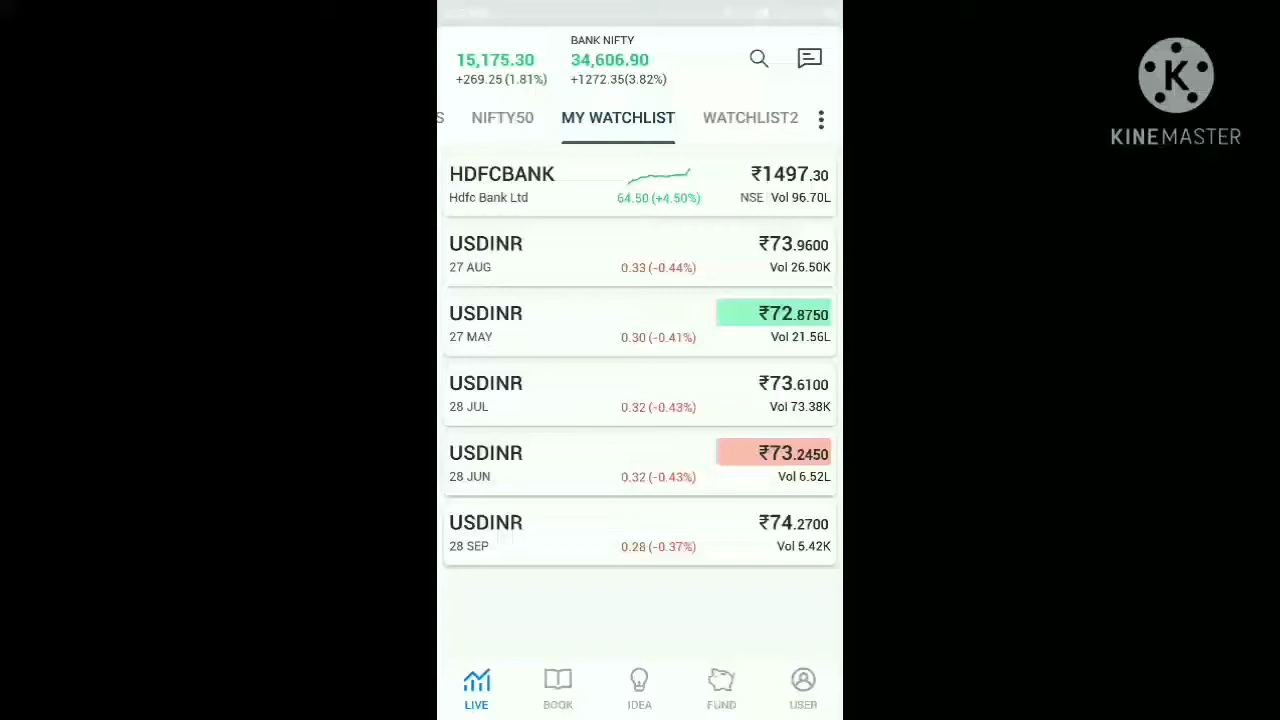 BANK NIFTY
15,175.30 34,606.90
+269.25 (1.81%) +1272.35(3.82%)
K
KINEMASTER
S NIFTY50 MY WATCHLIST WATCHLIST2
HDFCBANK ₹1497.30
Hdfc Bank Ltd 64.50 (+4.50%) NSE Vol 96.70L
USDINR ₹73.9600
27 AUG 0.33 (-0.44%) Vol 26.50K
USDINR ₹72.8750
27 MAY 0.30 (-0.41%) Vol 21.56L
USDINR ₹73.6100
28 JUL 0.32 (-0.43%) Vol 73.38K
USDINR ₹73.2450
28 JUN 0.32 (-0.43%) Vol 6.52L
USDINR ₹74.2700
28 SEP 0.28 (-0.37%) Vol 5.42K
LIVE BOOK IDEA FUND USER